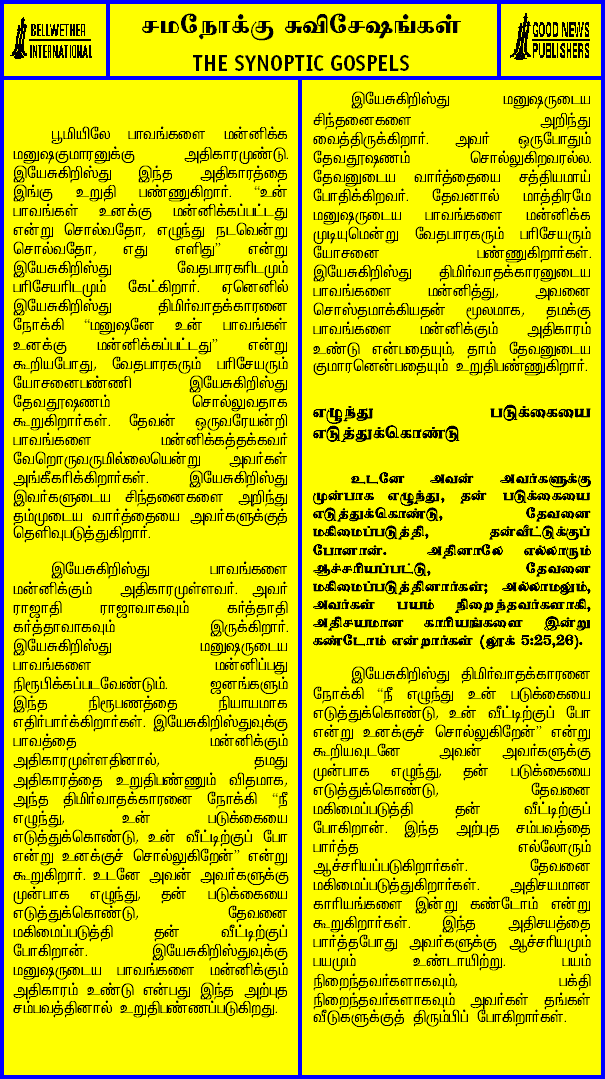 BELLWETHER
INTERNATIONAL
சமநோக்கு சுவிசேஷங்கள்
THE SYNOPTIC GOSPELS
GOOD NEWS
PUBLISHERS
பூமியிலே பாவங்களை மன்னிக்க
மனுஷகுமாரனுக்கு அதிகாரமுண்டு.
இயேசுகிறிஸ்து இந்த அதிகாரத்தை
இங்கு உறுதி பண்ணுகிறார். “உன்
பாவங்கள் உனக்கு மன்னிக்கப்பட்டது
என்று சொல்வதோ, எழுந்து நடவென்று
சொல்வதோ, எது எளிது” என்று
இயேசுகிறிஸ்து வேதபாரகரிடமும்
பரிசேயரிடமும் கேட்கிறார். ஏனெனில்
இயேசுகிறிஸ்து திமிர்வாதக்காரனை
நோக்கி “மனுஷனே உன் பாவங்கள்
உனக்கு மன்னிக்கப்பட்டது” என்று
கூறியபோது, வேதபாரகரும் பரிசேயரும்
யோசனைபண்ணி இயேசுகிறிஸ்து
தேவதூஷணம் சொல்லுவதாக
கூறுகிறார்கள். தேவன் ஒருவரேயன்றி
பாவங்களை மன்னிக்கத்தக்கவர்
வேறொருவருமில்லையென்று அவர்கள்
அங்கீகரிக்கிறார்கள். இயேசுகிறிஸ்து
இவர்களுடைய சிந்தனைகளை அறிந்து
தம்முடைய வார்த்தையை அவர்களுக்குத்
தெளிவுபடுத்துகிறார்.
இயேசுகிறிஸ்து பாவங்களை
மன்னிக்கும் அதிகாரமுள்ளவர். அவர்
ராஜாதி ராஜாவாகவும் கர்த்தாதி
கர்த்தாவாகவும் இருக்கிறார்.
இயேசுகிறிஸ்து மனுஷருடைய
பாவங்களை மன்னிப்பது
நிரூபிக்கப்படவேண்டும். ஜனங்களும்
இந்த நிரூபணத்தை நியாயமாக
எதிர்பார்க்கிறார்கள். இயேசுகிறிஸ்துவுக்கு
பாவத்தை மன்னிக்கும்
அதிகாரமுள்ளதினால், தமது
அதிகாரத்தை உறுதிபண்ணும் விதமாக,
அந்த திமிர்வாதக்காரனை நோக்கி “நீ
எழுந்து, உன் படுக்கையை
எடுத்துக்கொண்டு, உன் வீட்டிற்குப் போ
என்று உனக்குச் சொல்லுகிறேன்” என்று
கூறுகிறார். உடனே அவன் அவர்களுக்கு
முன்பாக எழுந்து, தன் படுக்கையை
எடுத்துக்கொண்டு, தேவனை
மகிமைப்படுத்தி தன் வீட்டிற்குப்
போகிறான். இயேசுகிறிஸ்துவுக்கு
மனுஷருடைய பாவங்களை மன்னிக்கும்
அதிகாரம் உண்டு என்பது இந்த அற்புத
சம்பவத்தினால் உறுதிபண்ணப்படுகிறது.
இயேசுகிறிஸ்து மனுஷருடைய
சிந்தனைகளை அறிந்து
வைத்திருக்கிறார். அவர் ஒருபோதும்
தேவதூஷணம் சொல்லுகிறவரல்ல.
தேவனுடைய வார்த்தையை சத்தியமாய்
போதிக்கிறவர். தேவனால் மாத்திரமே
மனுஷருடைய பாவங்களை மன்னிக்க
முடியுமென்று வேதபாரகரும் பரிசேயரும்
யோசனை பண்ணுகிறார்கள்.
இயேசுகிறிஸ்து திமிர்வாதக்காரனுடைய
பாவங்களை மன்னித்து, அவனை
சொஸ்தமாக்கியதன் மூலமாக, தமக்கு
பாவங்களை மன்னிக்கும் அதிகாரம்
உண்டு என்பதையும், தாம் தேவனுடைய
குமாரனென்பதையும் உறுதிபண்ணுகிறார்.
எழுந்து படுக்கையை
எடுத்துக்கொண்டு
உடனே அவன் அவர்களுக்கு
முன்பாக எழுந்து, தன் படுக்கையை
எடுத்துக்கொண்டு, தேவனை
மகிமைப்படுத்தி, தன்வீட்டுக்குப்
போனான். அதினாலே எல்லாரும்
ஆச்சரியப்பட்டு, தேவனை
மகிமைப்படுத்தினார்கள்; அல்லாமலும்,
அவர்கள் பயம் நிறைந்தவர்களாகி,
அதிசயமான காரியங்களை இன்று
கண்டோம் என்றார்கள் (லூக் 5:25,26).
இயேசுகிறிஸ்து திமிர்வாதக்காரனை
நோக்கி “நீ எழுந்து உன் படுக்கையை
எடுத்துக்கொண்டு, உன் வீட்டிற்குப் போ
என்று உனக்குச் சொல்லுகிறேன்” என்று
கூறியவுடனே அவன் அவர்களுக்கு
முன்பாக எழுந்து, தன் படுக்கையை
எடுத்துக்கொண்டு, தேவனை
மகிமைப்படுத்தி தன் வீட்டிற்குப்
போகிறான். இந்த அற்புத சம்பவத்தை
பார்த்த எல்லோரும்
ஆச்சரியப்படுகிறார்கள். தேவனை
மகிமைப்படுத்துகிறார்கள். அதிசயமான
காரியங்களை இன்று கண்டோம் என்று
கூறுகிறார்கள். இந்த அதிசயத்தை
பார்த்தபோது அவர்களுக்கு ஆச்சரியமும்
பயமும் உண்டாயிற்று. பயம்
நிறைந்தவர்களாகவும், பக்தி
நிறைந்தவர்களாகவும் அவர்கள் தங்கள்
வீடுகளுக்குத் திரும்பிப் போகிறார்கள்.